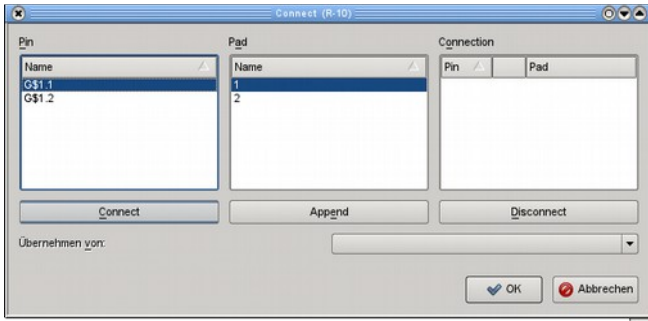 Connect (R-10)
Pin
Pad
Connection
Name
Name
Pin
Pad
G$1.1
1
G$1.2
2
Connect
Append
Disconnect
Übernehmen von:
OK
Abbrechen